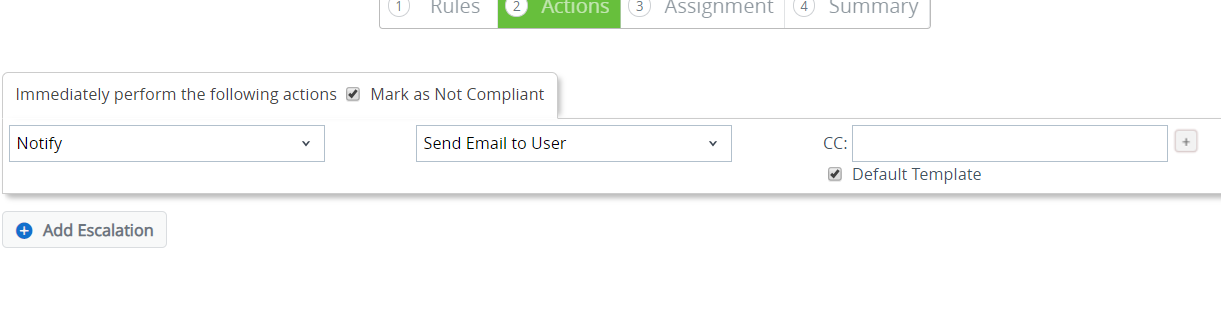 1 Rules 2 Actions 3 Assignment 4 Summary
Immediately perform the following actions Mark as Not Compliant
Notify Send Email to User CC: +
Default Template
Add Escalation